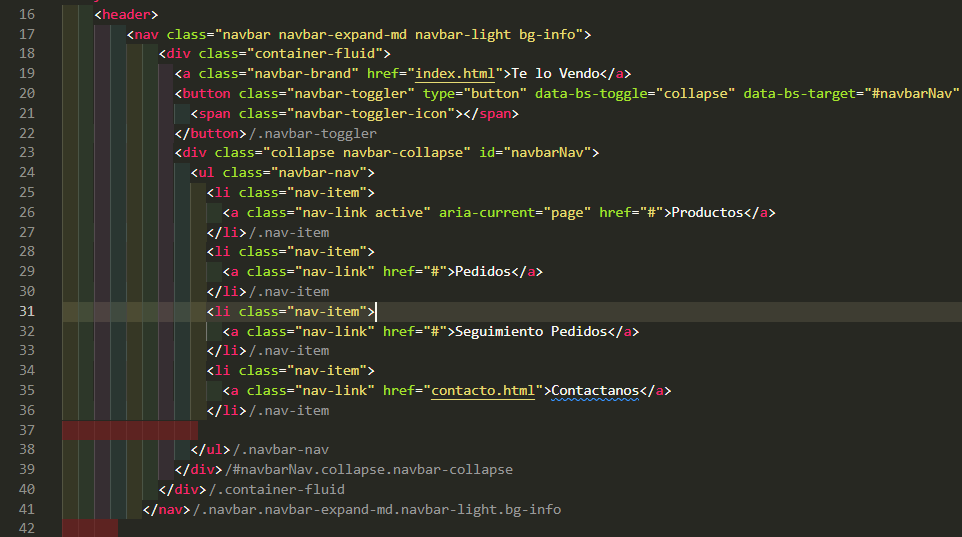 16 <header>
17 <nav class="navbar navbar-expand-md navbar-light bg-info">
18 <div class="container-fluid">
19 <a class="navbar-brand" href="index.html">Te lo Vendo</a>
20 <button class="navbar-toggler" type="button" data-bs-toggle="collapse" data-bs-target="#navbarNav"
21 <span class="navbar-toggler-icon"></span>
22 </button>/.navbar-toggler
23 <div class="collapse navbar-collapse" id="navbarNav">
24 <ul class="navbar-nav">
25 <li class="nav-item">
26 <a class="nav-link active" aria-current="page" href="#">Productos</a>
27 </li>/.nav-item
28 <li class="nav-item">
29 <a class="nav-link" href="#">Pedidos</a>
30 </li>/.nav-item
31 <li class="nav-item">
32 <a class="nav-link" href="#">Seguimiento Pedidos</a>
33 </li>/.nav-item
34 <li class="nav-item">
35 <a class="nav-link" href="contacto.html">Contactanos</a>
36 </li>/.nav-item
37
38 </ul>/.navbar-nav
39 </div>/#navbarNav.collapse.navbar-collapse
40 </div>/.container-fluid
41 </nav>/.navbar.navbar-expand-md.navbar-light.bg-info
42